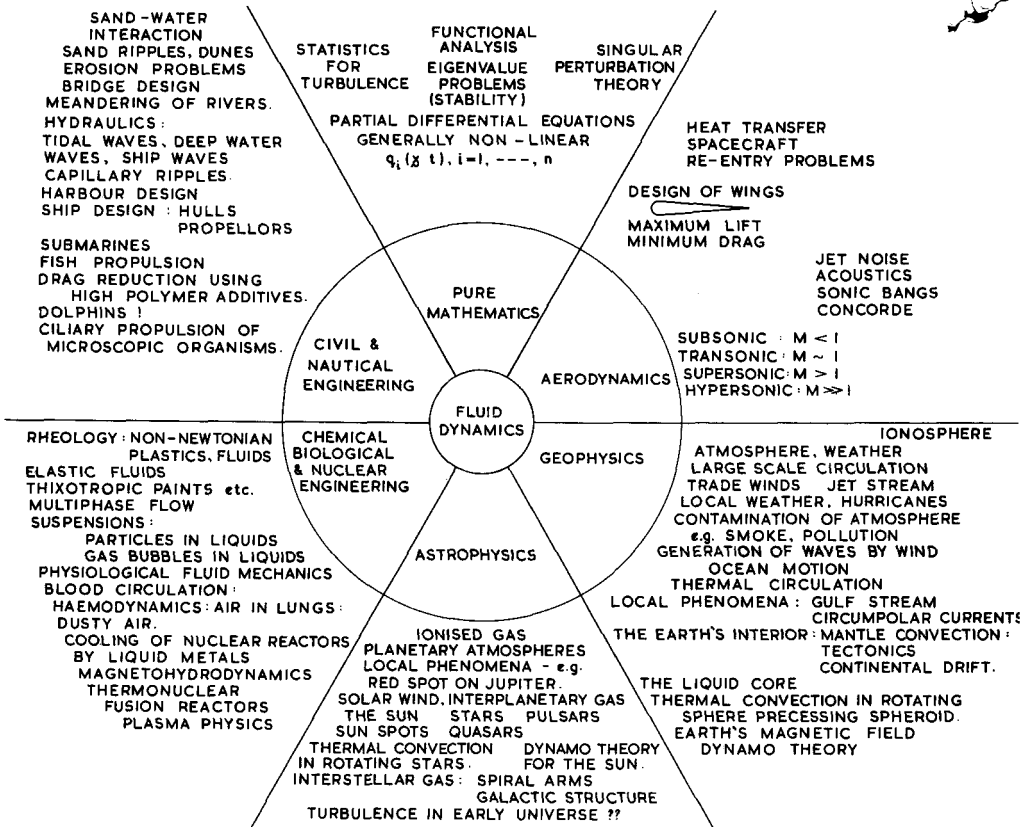 SAND-WATER
INTERACTION
SAND RIPPLES, DUNES
EROSION PROBLEMS
BRIDGE DESIGN
MEANDERING OF RIVERS.
HYDRAULICS :
TIDAL WAVES, DEEP WATER
WAVES, SHIP WAVES
CAPILLARY RIPPLES.
HARBOUR DESIGN
SHIP DESIGN : HULLS
PROPELLORS
SUBMARINES
FISH PROPULSION
DRAG REDUCTION USING
HIGH POLYMER ADDITIVES.
DOLPHINS !
CILIARY PROPULSION OF
MICROSCOPIC ORGANISMS.
STATISTICS
FOR
TURBULENCE
FUNCTIONAL
ANALYSIS
EIGENVALUE
PROBLEMS
(STABILITY)
SINGULAR
PERTURBATION
THEORY
PARTIAL DIFFERENTIAL EQUATIONS
GENERALLY NON - LINEAR
q_i (x t), i=1, ---, n
HEAT TRANSFER
SPACECRAFT
RE-ENTRY PROBLEMS
DESIGN OF WINGS
MAXIMUM LIFT
MINIMUM DRAG
JET NOISE
ACOUSTICS
SONIC BANGS
CONCORDE
SUBSONIC : M < 1
TRANSONIC : M ~ 1
SUPERSONIC : M > 1
HYPERSONIC : M >> 1
PURE
MATHEMATICS
CIVIL &
NAUTICAL
ENGINEERING
AERODYNAMICS
FLUID
DYNAMICS
CHEMICAL
BIOLOGICAL
& NUCLEAR
ENGINEERING
GEOPHYSICS
ASTROPHYSICS
RHEOLOGY : NON-NEWTONIAN
PLASTICS, FLUIDS
ELASTIC FLUIDS
THIXOTROPIC PAINTS etc.
MULTIPHASE FLOW
SUSPENSIONS :
PARTICLES IN LIQUIDS
GAS BUBBLES IN LIQUIDS
PHYSIOLOGICAL FLUID MECHANICS
BLOOD CIRCULATION :
HAEMODYNAMICS : AIR IN LUNGS :
DUSTY AIR.
COOLING OF NUCLEAR REACTORS
BY LIQUID METALS
MAGNETOHYDRODYNAMICS
THERMONUCLEAR
FUSION REACTORS
PLASMA PHYSICS
IONISED GAS
PLANETARY ATMOSPHERES
LOCAL PHENOMENA - e.g.
RED SPOT ON JUPITER.
SOLAR WIND, INTERPLANETARY GAS
THE SUN STARS PULSARS
SUN SPOTS QUASARS
THERMAL CONVECTION
IN ROTATING STARS.
DYNAMO THEORY
FOR THE SUN.
INTERSTELLAR GAS : SPIRAL ARMS
GALACTIC STRUCTURE
TURBULENCE IN EARLY UNIVERSE ??
IONOSPHERE
ATMOSPHERE, WEATHER
LARGE SCALE CIRCULATION
TRADE WINDS JET STREAM
LOCAL WEATHER, HURRICANES
CONTAMINATION OF ATMOSPHERE
e.g. SMOKE, POLLUTION
GENERATION OF WAVES BY WIND
OCEAN MOTION
THERMAL CIRCULATION
LOCAL PHENOMENA : GULF STREAM
CIRCUMPOLAR CURRENTS
THE EARTH'S INTERIOR : MANTLE CONVECTION :
TECTONICS
CONTINENTAL DRIFT.
THE LIQUID CORE
THERMAL CONVECTION IN ROTATING
SPHERE PRECESSING SPHEROID.
EARTH'S MAGNETIC FIELD
DYNAMO THEORY